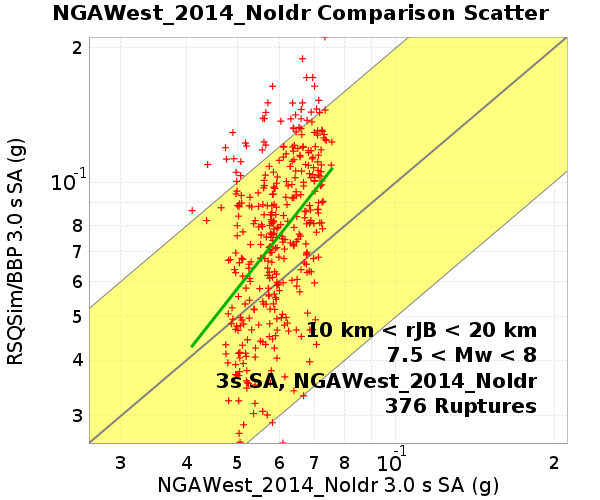 NGAWest_2014_NoIdr Comparison Scatter
RSQSim/BBP 3.0 s SA (g)
2
10-1
8
7
6
5
4
3
10 km < rJB < 20 km
7.5 < Mw < 8
3s SA, NGAWest_2014_NoIdr
376 Ruptures
3 4 5 6 7 8 10-1 2
NGAWest_2014_NoIdr 3.0 s SA (g)